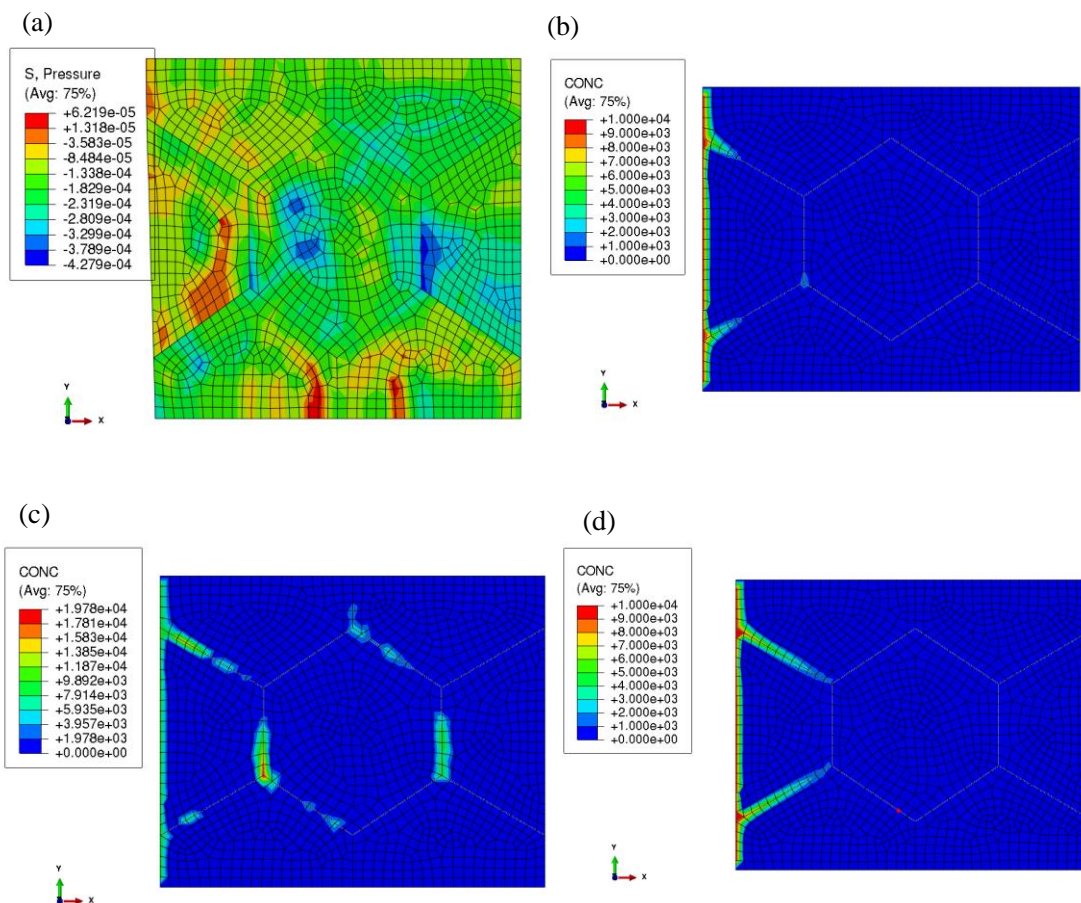 (a)
S, Pressure
(Avg: 75%)
+6.219e-05
+1.318e-05
-3.583e-05
-8.484e-05
-1.338e-04
-1.829e-04
-2.319e-04
-2.809e-04
-3.299e-04
-3.789e-04
-4.279e-04
Y
X
(b)
CONC
(Avg: 75%)
+1.000e+04
+9.000e+03
+8.000e+03
+7.000e+03
+6.000e+03
+5.000e+03
+4.000e+03
+3.000e+03
+2.000e+03
+1.000e+03
+0.000e+00
Y
X
(c)
CONC
(Avg: 75%)
+1.978e+04
+1.781e+04
+1.583e+04
+1.385e+04
+1.187e+04
+9.892e+03
+7.914e+03
+5.935e+03
+3.957e+03
+1.978e+03
+0.000e+00
Y
X
(d)
CONC
(Avg: 75%)
+1.000e+04
+9.000e+03
+8.000e+03
+7.000e+03
+6.000e+03
+5.000e+03
+4.000e+03
+3.000e+03
+2.000e+03
+1.000e+03
+0.000e+00
Y
X